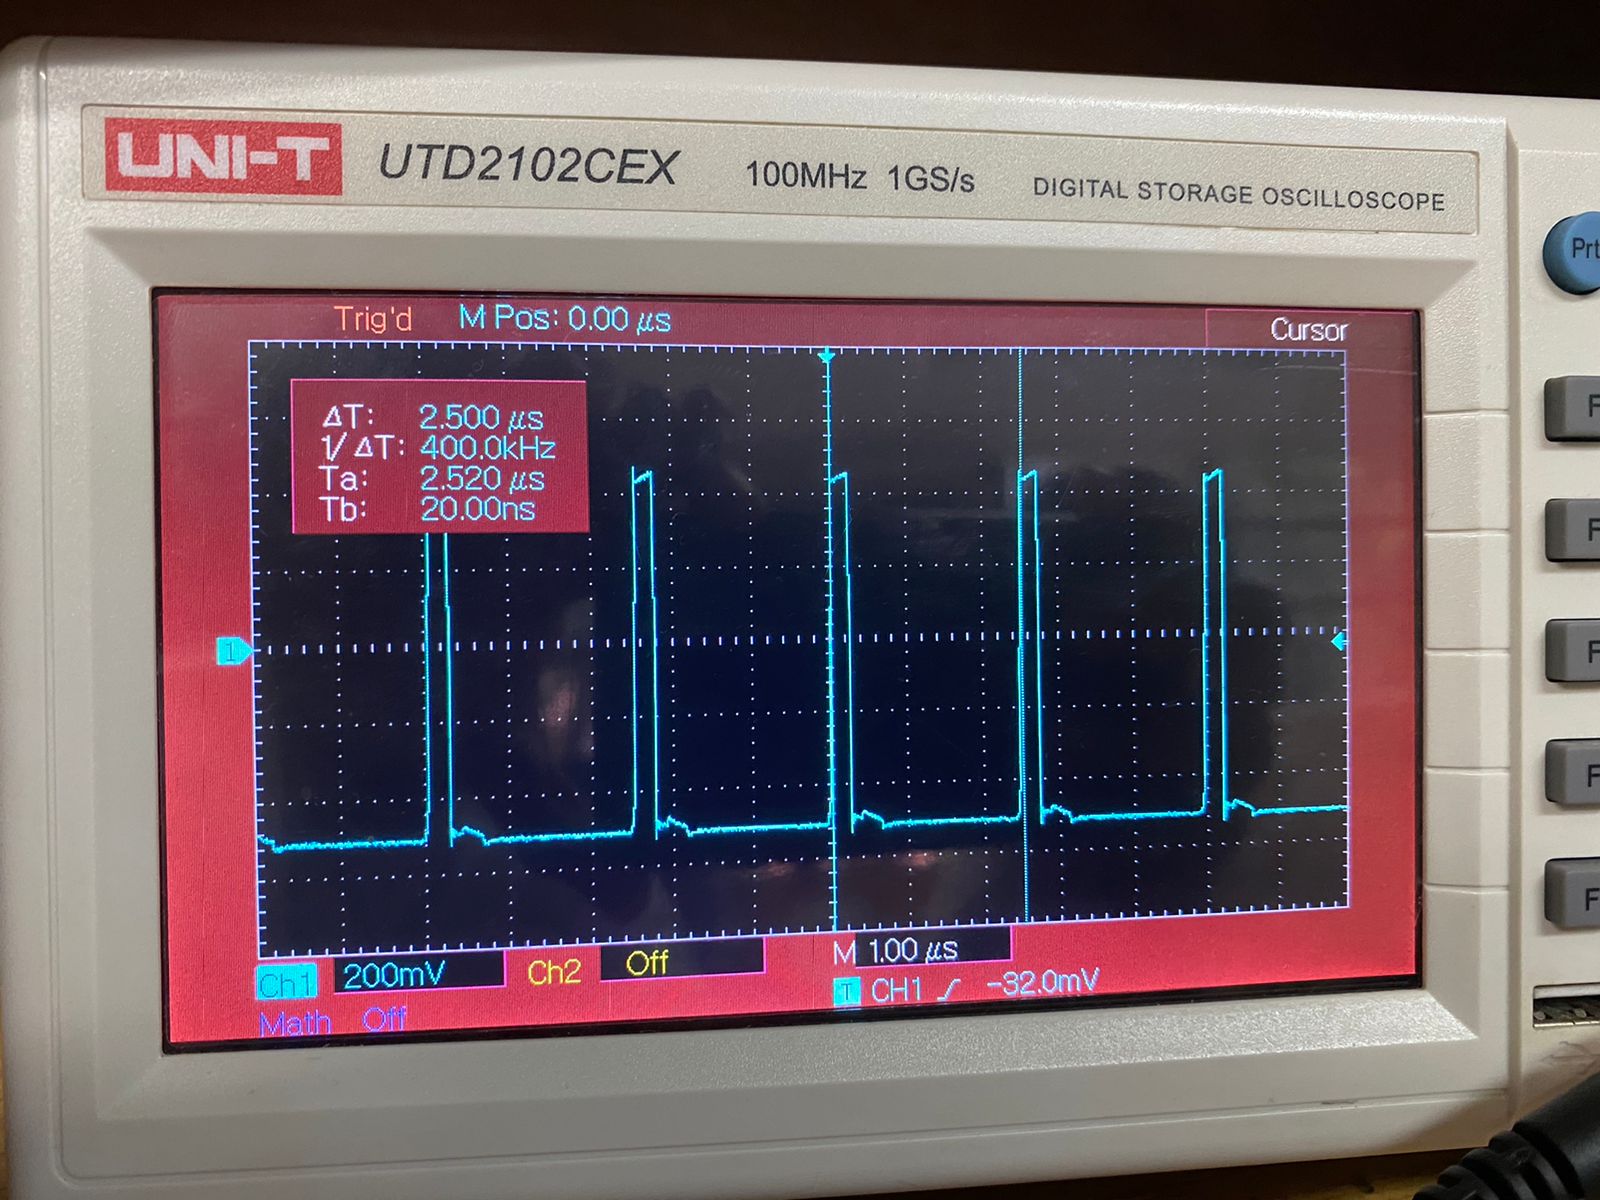 UNI-T UTD2102CEX 100MHz 1GS/s DIGITAL STORAGE OSCILLOSCOPE
Prt
Trig'd M Pos: 0.00 μs Cursor
ΔT: 2.500 μs
1/ΔT: 400.0kHz
Ta: 2.520 μs
Tb: 20.00ns
F
F
1
F
F
F
Ch1 200mV Ch2 Off M 1.00 μs
T CH1 -32.0mV
Math Off